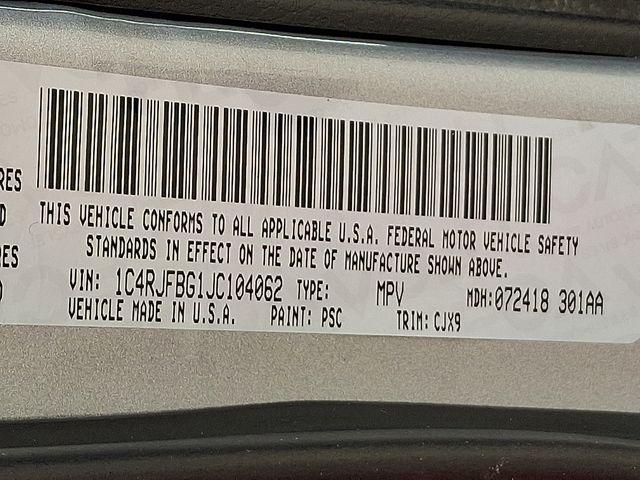 RES
THIS VEHICLE CONFORMS TO ALL APPLICABLE U.S.A. FEDERAL MOTOR VEHICLE SAFETY
STANDARDS IN EFFECT ON THE DATE OF MANUFACTURE SHOWN ABOVE.
VIN: 1C4RJFBG1JC104062 TYPE: MPV MDH:072418 301AA
VEHICLE MADE IN U.S.A. PAINT: PSC TRIM: CJX9